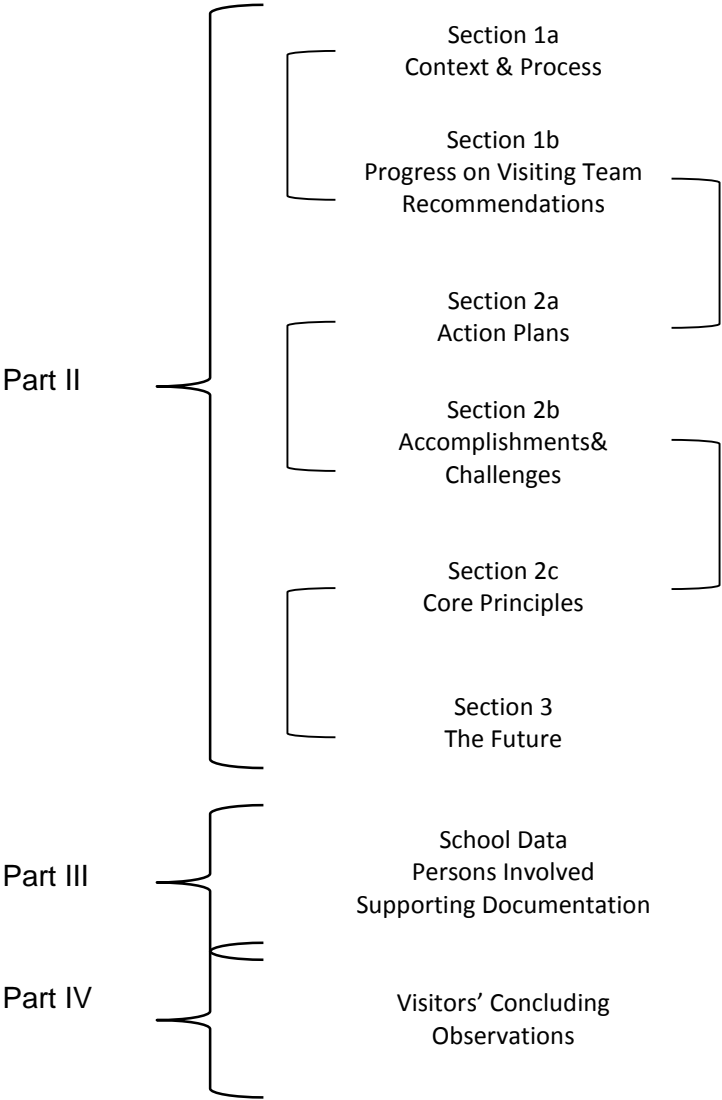 Section 1a
Context & Process
Section 1b
Progress on Visiting Team
Recommendations
Section 2a
Action Plans
Part II
Section 2b
Accomplishments&
Challenges
Section 2c
Core Principles
Section 3
The Future
School Data
Part III
Persons Involved
Supporting Documentation
Part IV
Visitors’ Concluding
Observations